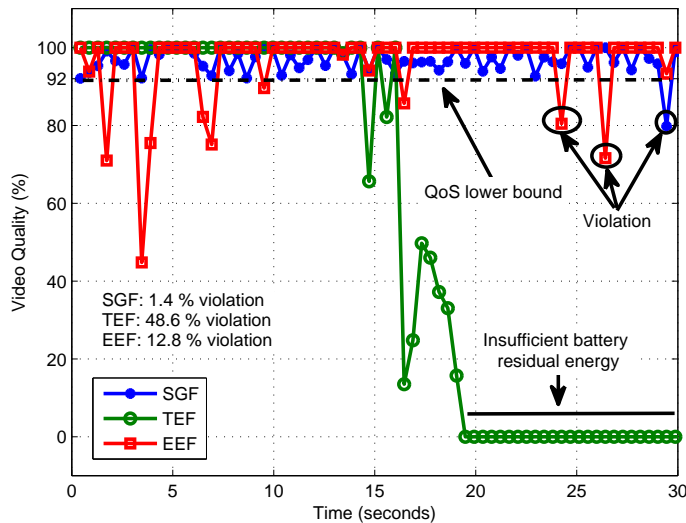 Video Quality (%)
100
92
80
60
40
20
0
QoS lower bound
Violation
SGF: 1.4 % violation
TEF: 48.6 % violation
EEF: 12.8 % violation
Insufficient battery
residual energy
SGF
TEF
EEF
0 5 10 15 20 25 30
Time (seconds)